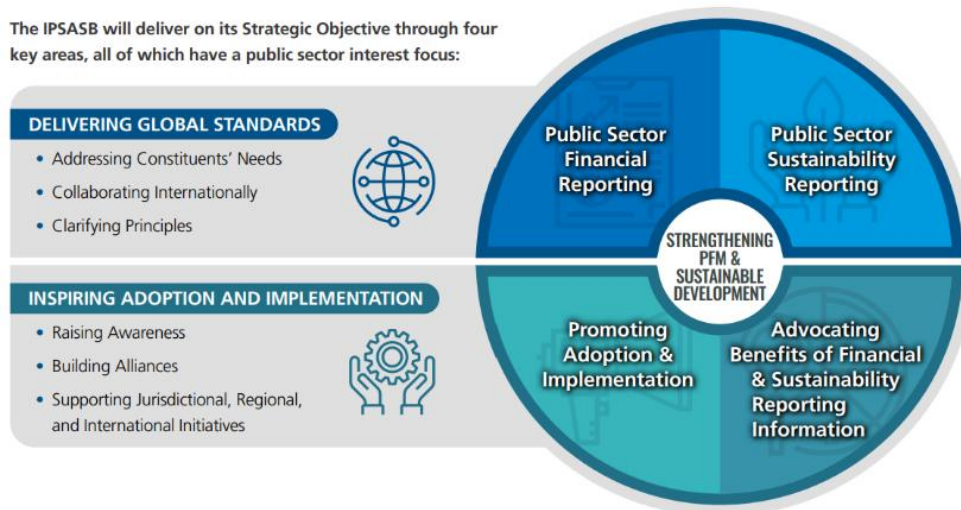 The IPSASB will deliver on its Strategic Objective through four
key areas, all of which have a public sector interest focus:
DELIVERING GLOBAL STANDARDS
• Addressing Constituents’ Needs
• Collaborating Internationally
• Clarifying Principles
INSPIRING ADOPTION AND IMPLEMENTATION
• Raising Awareness
• Building Alliances
• Supporting Jurisdictional, Regional,
and International Initiatives
Public Sector
Financial
Reporting
Public Sector
Sustainability
Reporting
STRENGTHENING
PFM &
SUSTAINABLE
DEVELOPMENT
Promoting
Adoption &
Implementation
Advocating
Benefits of Financial
& Sustainability
Reporting
Information